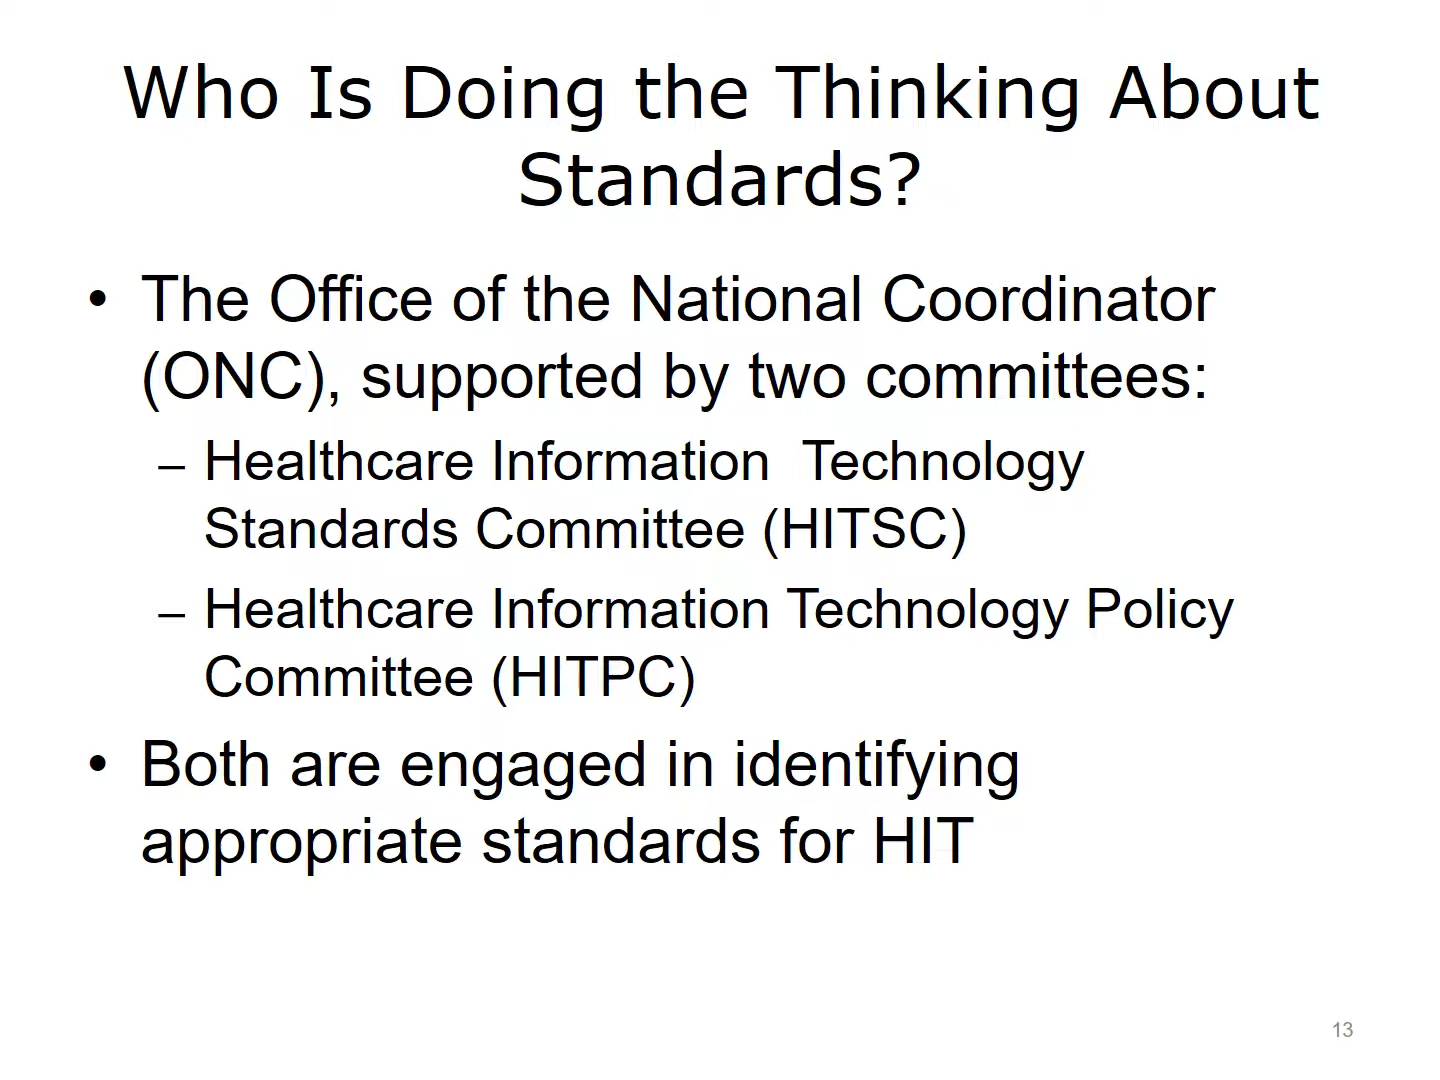 Who Is Doing the Thinking About
Standards?
• The Office of the National Coordinator
(ONC), supported by two committees:
– Healthcare Information  Technology
Standards Committee (HITSC)
– Healthcare Information Technology Policy
Committee (HITPC)
• Both are engaged in identifying
appropriate standards for HIT
13